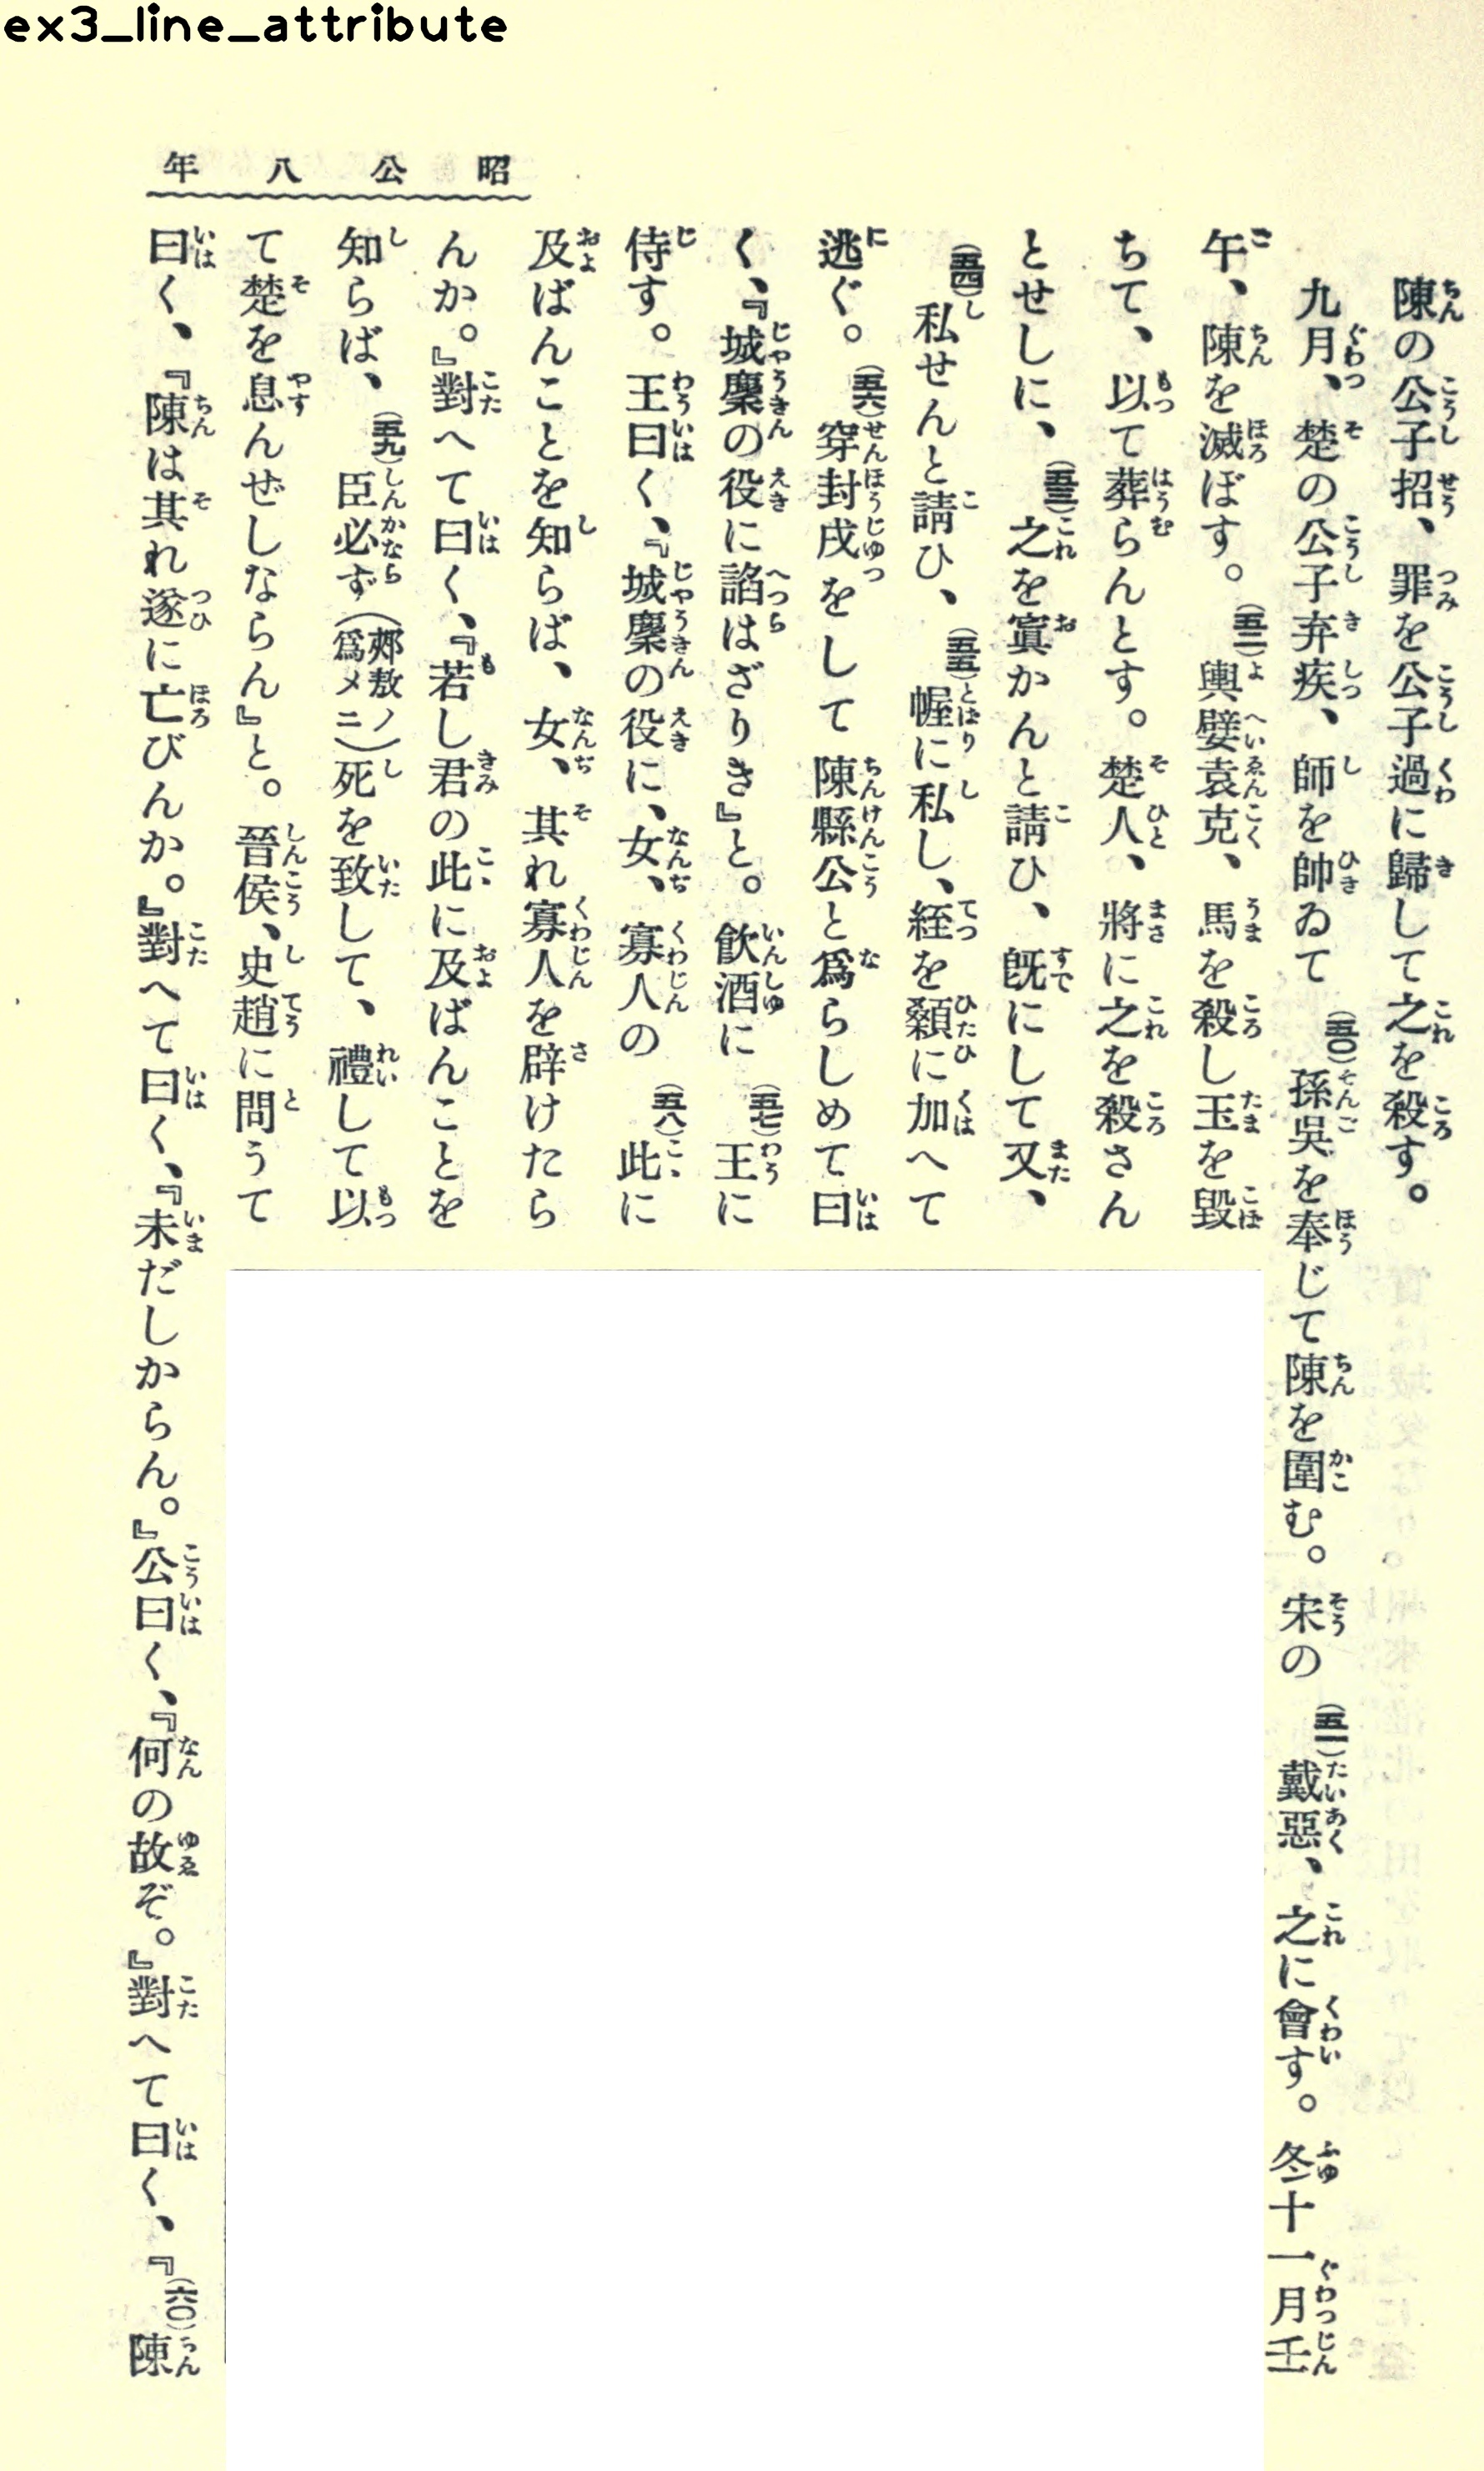 ex3_line_attribute
昭公八年
陳の公子招、罪を公子過に歸して之を殺す。
九月、楚の公子弃疾、師を帥ゐて(五〇)孫吳を奉じて陳を圍む。宋の(五一)戴惡、之に會す。冬十一月壬
午、陳を滅ぼす。(五二)輿嬖袁克、馬を殺し玉を毀
ちて、以て葬らんとす。楚人、將に之を殺さん
とせしに、(五三)之を寘かんと請ひ、旣にして又、
(五四)私せんと請ひ、(五五)幄に私し、絰を顙に加へて
逃ぐ。(五六)穿封戌をして陳縣公と爲らしめて曰
く、『城麇の役に諂はざりき』と。飮酒に(五七)王に
侍す。王曰く、『城麇の役に、女、寡人の(五八)此に
及ばんことを知らば、女、其れ寡人を辟けたら
んか。』對へて曰く、『若し君の此に及ばんことを
知らば、(五九)臣必ず(郟敖ノ爲メニ)死を致して、禮して以
て楚を息んぜしならん』と。晉侯、史趙に問うて
曰く、『陳は其れ遂に亡びんか。』對へて曰く、『未だしからん。』公曰く、『何の故ぞ。』對へて曰く、『(六〇)陳